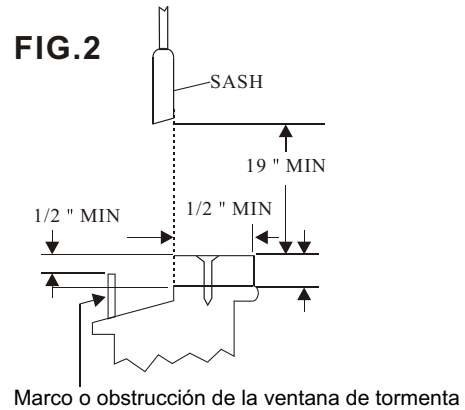 FIG.2
SASH
19 " MIN
1/2 " MIN
1/2 " MIN
Marco o obstrucción de la ventana de tormenta